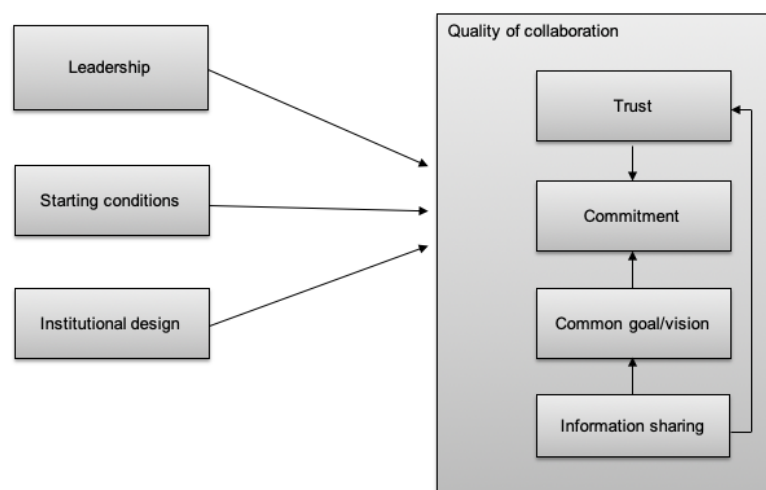 Leadership
Starting conditions
Institutional design
Quality of collaboration
Trust
Commitment
Common goal/vision
Information sharing